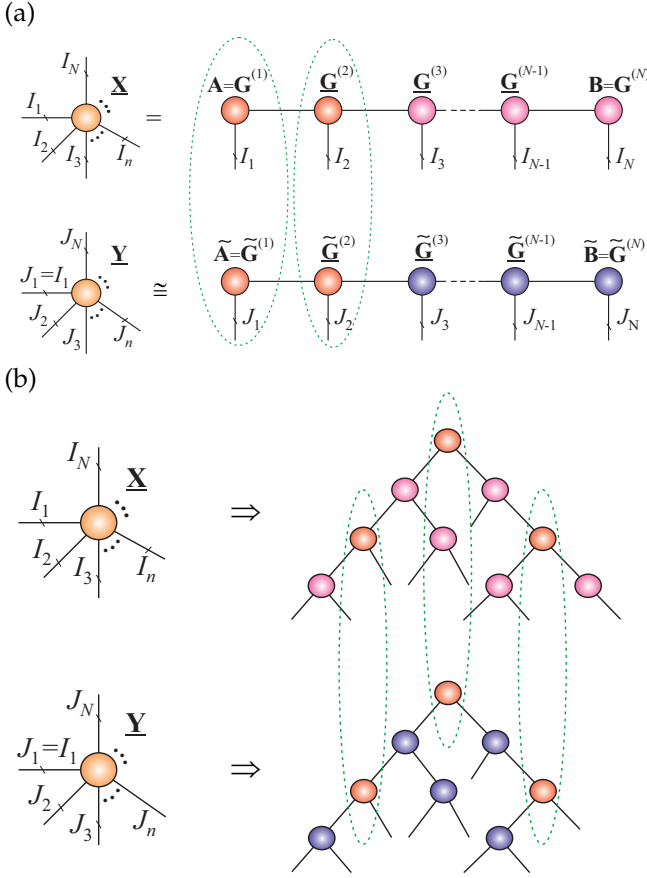 (a)
I_N X A=G^(1) G^(2) G^(3) G^(N-1) B=G^(N)
I_1 =
I_2 I_3 I_n I_1 I_2 I_3 I_{N-1} I_N
J_N Y Ã=G̃^(1) G̃^(2) G̃^(3) G̃^(N-1) B̃=G̃^(N)
J_1=I_1 ≅
J_2 J_3 J_n J_1 J_2 J_3 J_{N-1} J_N
(b)
I_N X
I_1 ⇒
I_2 I_3 I_n
J_N Y
J_1=I_1 ⇒
J_2 J_3 J_n